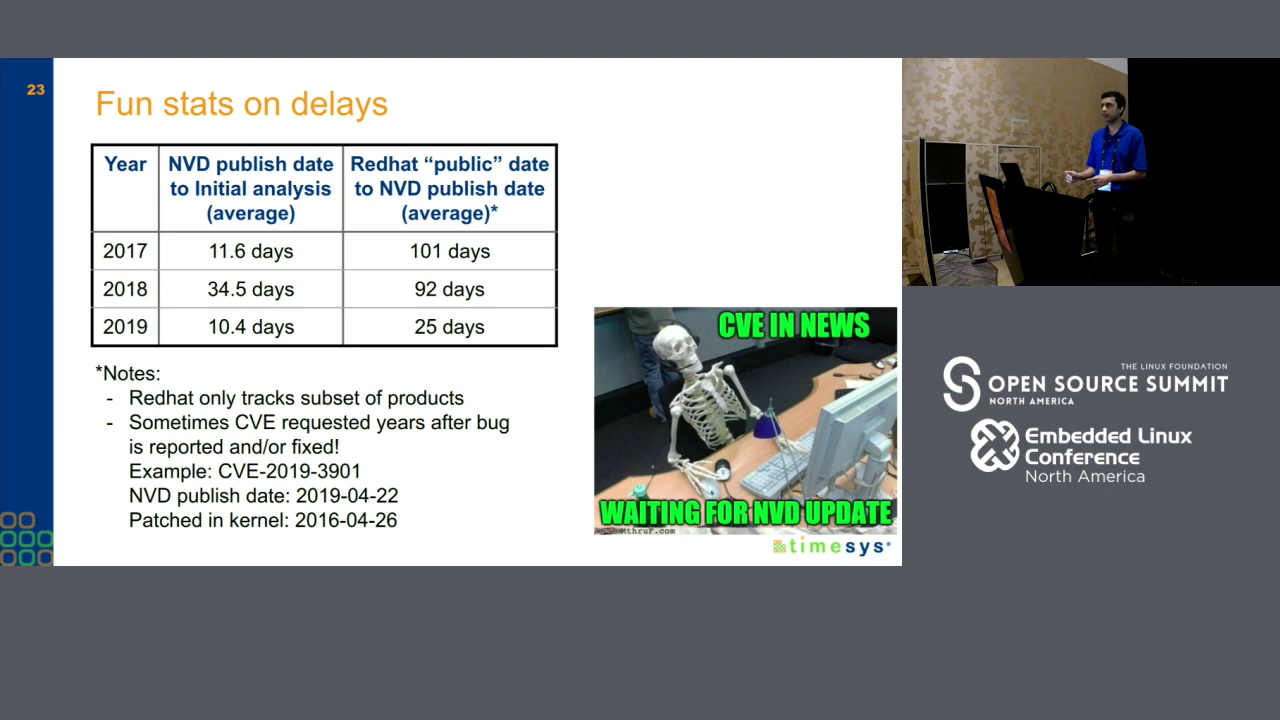 23
Fun stats on delays
Year
NVD publish date
to Initial analysis
(average)
Redhat “public” date
to NVD publish date
(average)*
2017
11.6 days
101 days
2018
34.5 days
92 days
2019
10.4 days
25 days
*Notes:
- Redhat only tracks subset of products
- Sometimes CVE requested years after bug
is reported and/or fixed!
Example: CVE-2019-3901
NVD publish date: 2019-04-22
Patched in kernel: 2016-04-26
CVE IN NEWS
WAITING FOR NVD UPDATE
timesys
THE LINUX FOUNDATION
OPEN SOURCE SUMMIT
NORTH AMERICA
Embedded Linux
Conference
North America